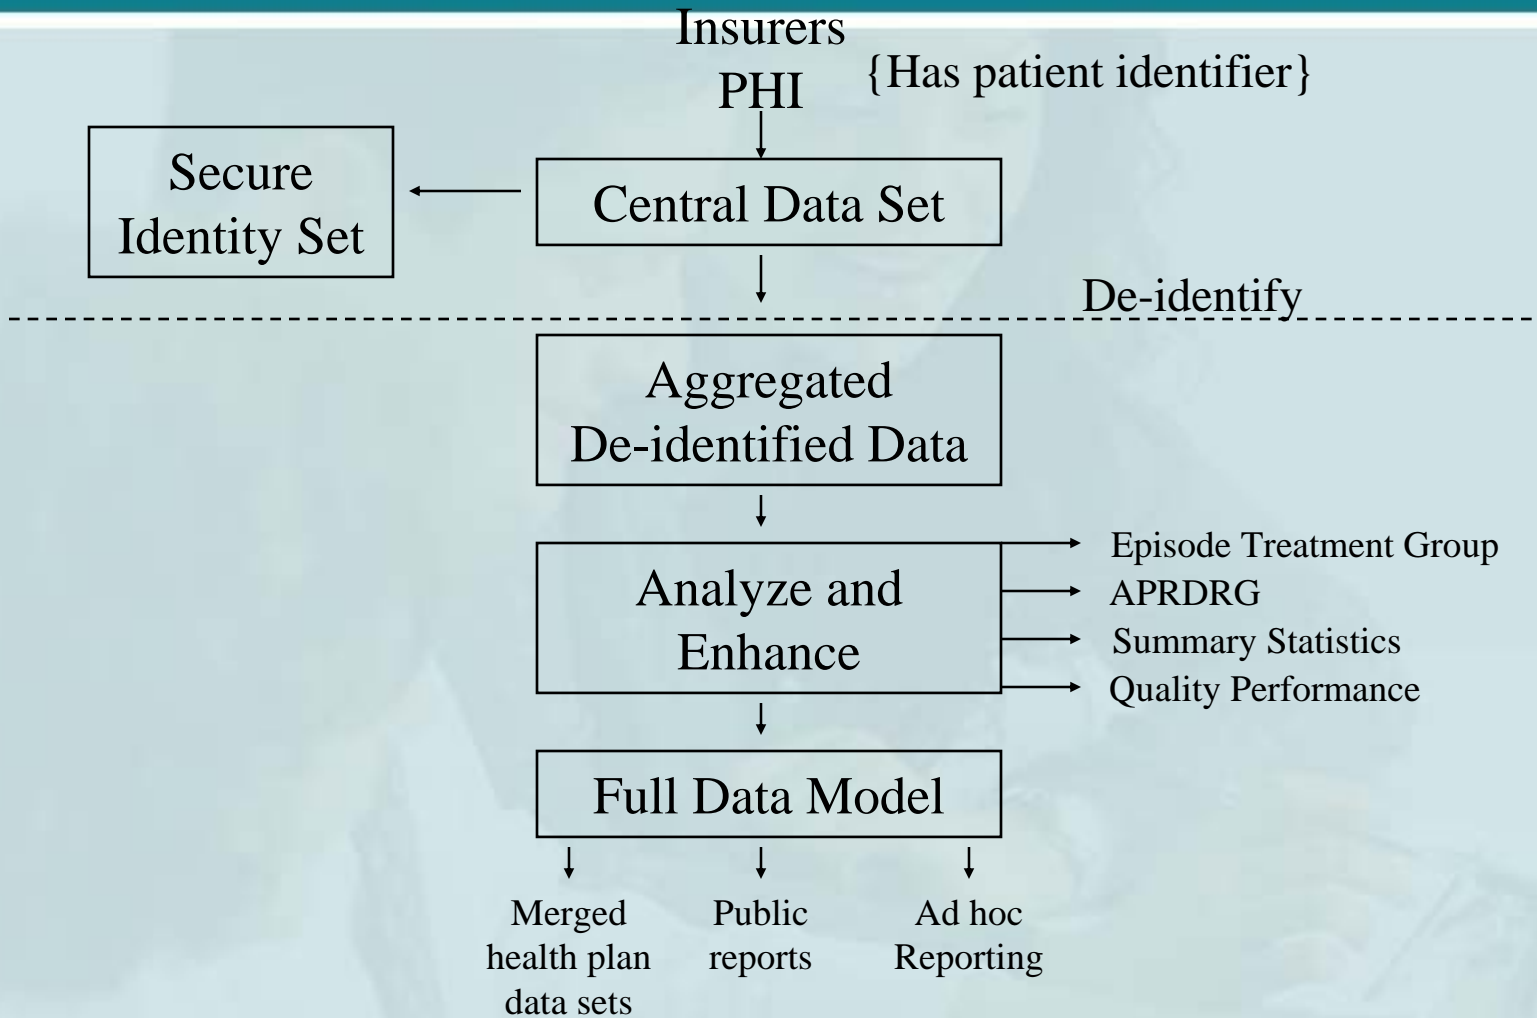 Insurers
PHI
{Has patient identifier}
Secure
Identity Set
Central Data Set
De-identify
Aggregated
De-identified Data
Analyze and
Enhance
Episode Treatment Group
APRDRG
Summary Statistics
Quality Performance
Full Data Model
Merged
health plan
data sets
Public
reports
Ad hoc
Reporting